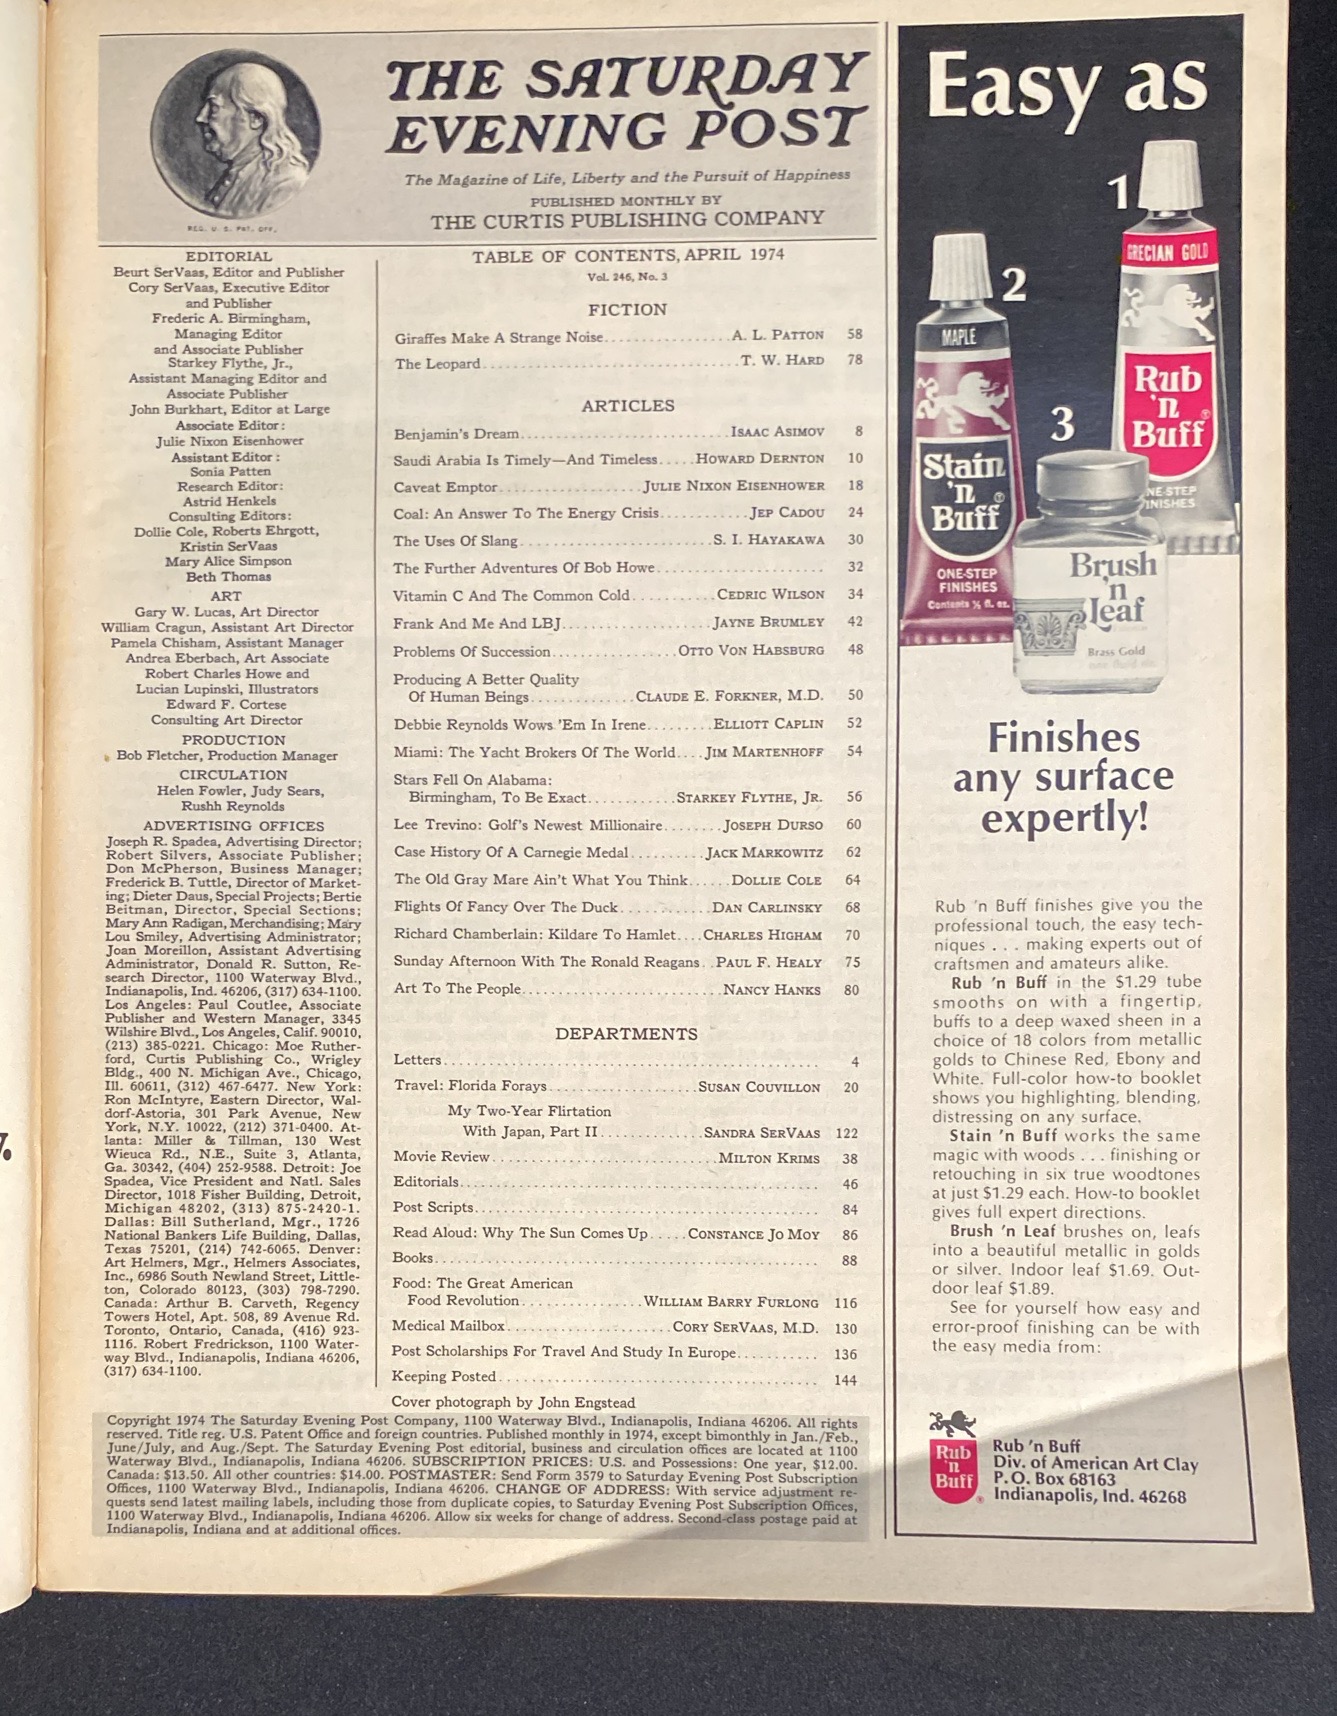 THE SATURDAY
EVENING POST
The Magazine of Life, Liberty and the Pursuit of Happiness
PUBLISHED MONTHLY BY
THE CURTIS PUBLISHING COMPANY
REG. U. S. PAT. OFF.
EDITORIAL
Beurt SerVaas, Editor and Publisher
Cory SerVaas, Executive Editor
and Publisher
Frederic A. Birmingham,
Managing Editor
and Associate Publisher
Starkey Flythe, Jr.,
Assistant Managing Editor and
Associate Publisher
John Burkhart, Editor at Large
Associate Editor:
Julie Nixon Eisenhower
Assistant Editor:
Sonia Patten
Research Editor:
Astrid Henkels
Consulting Editors:
Dollie Cole, Roberts Ehrgott,
Kristin SerVaas
Mary Alice Simpson
Beth Thomas
ART
Gary W. Lucas, Art Director
William Cragun, Assistant Art Director
Pamela Chisham, Assistant Manager
Andrea Eberbach, Art Associate
Robert Charles Howe and
Lucian Lupinski, Illustrators
Edward F. Cortese
Consulting Art Director
PRODUCTION
Bob Fletcher, Production Manager
CIRCULATION
Helen Fowler, Judy Sears,
Rushh Reynolds
ADVERTISING OFFICES
Joseph R. Spadea, Advertising Director;
Robert Silvers, Associate Publisher;
Don McPherson, Business Manager;
Frederick B. Tuttle, Director of Market-
ing; Dieter Daus, Special Projects; Bertie
Beitman, Director, Special Sections;
Mary Ann Radigan, Merchandising; Mary
Lou Smiley, Advertising Administrator;
Joan Moreillon, Assistant Advertising
Administrator, Donald R. Sutton, Re-
search Director, 1100 Waterway Blvd.,
Indianapolis, Ind. 46206, (317) 634-1100.
Los Angeles: Paul Coutlee, Associate
Publisher and Western Manager, 3345
Wilshire Blvd., Los Angeles, Calif. 90010,
(213) 385-0221. Chicago: Moe Ruther-
ford, Curtis Publishing Co., Wrigley
Bldg., 400 N. Michigan Ave., Chicago,
Ill. 60611, (312) 467-6477. New York:
Ron McIntyre, Eastern Director, Wal-
dorf-Astoria, 301 Park Avenue, New
York, N.Y. 10022, (212) 371-0400. At-
lanta: Miller & Tillman, 130 West
Wieuca Rd., N.E., Suite 3, Atlanta,
Ga. 30342, (404) 252-9588. Detroit: Joe
Spadea, Vice President and Natl. Sales
Director, 1018 Fisher Building, Detroit,
Michigan 48202, (313) 875-2420-1.
Dallas: Bill Sutherland, Mgr., 1726
National Bankers Life Building, Dallas,
Texas 75201, (214) 742-6065. Denver:
Art Helmers, Mgr., Helmers Associates,
Inc., 6986 South Newland Street, Little-
ton, Colorado 80123, (303) 798-7290.
Canada: Arthur B. Carveth, Regency
Towers Hotel, Apt. 508, 89 Avenue Rd.
Toronto, Ontario, Canada, (416) 923-
1116. Robert Fredrickson, 1100 Water-
way Blvd., Indianapolis, Indiana 46206,
(317) 634-1100.
TABLE OF CONTENTS, APRIL 1974
Vol. 246, No. 3
FICTION
Giraffes Make A Strange Noise................A. L. PATTON 58
The Leopard..................................T. W. HARD 78
ARTICLES
Benjamin's Dream............................ISAAC ASIMOV 8
Saudi Arabia Is Timely—And Timeless.....HOWARD DERNTON 10
Caveat Emptor...................JULIE NIXON EISENHOWER 18
Coal: An Answer To The Energy Crisis...........JEP CADOU 24
The Uses Of Slang..........................S. I. HAYAKAWA 30
The Further Adventures Of Bob Howe...................... 32
Vitamin C And The Common Cold...........CEDRIC WILSON 34
Frank And Me And LBJ...................JAYNE BRUMLEY 42
Problems Of Succession...............OTTO VON HABSBURG 48
Producing A Better Quality
Of Human Beings.............CLAUDE E. FORKNER, M.D. 50
Debbie Reynolds Wows 'Em In Irene.........ELLIOTT CAPLIN 52
Miami: The Yacht Brokers Of The World....JIM MARTENHOFF 54
Stars Fell On Alabama:
Birmingham, To Be Exact............STARKEY FLYTHE, JR. 56
Lee Trevino: Golf's Newest Millionaire........JOSEPH DURSO 60
Case History Of A Carnegie Medal..........JACK MARKOWITZ 62
The Old Gray Mare Ain't What You Think......DOLLIE COLE 64
Flights Of Fancy Over The Duck............DAN CARLINSKY 68
Richard Chamberlain: Kildare To Hamlet....CHARLES HIGHAM 70
Sunday Afternoon With The Ronald Reagans..PAUL F. HEALY 75
Art To The People..........................NANCY HANKS 80
DEPARTMENTS
Letters.................................................. 4
Travel: Florida Forays....................SUSAN COUVILLON 20
My Two-Year Flirtation
With Japan, Part II.............SANDRA SERVAAS 122
Movie Review..............................MILTON KRIMS 38
Editorials............................................... 46
Post Scripts............................................. 84
Read Aloud: Why The Sun Comes Up.....CONSTANCE JO MOY 86
Books................................................... 88
Food: The Great American
Food Revolution................WILLIAM BARRY FURLONG 116
Medical Mailbox......................CORY SERVAAS, M.D. 130
Post Scholarships For Travel And Study In Europe........... 136
Keeping Posted........................................... 144
Cover photograph by John Engstead
Copyright 1974 The Saturday Evening Post Company, 1100 Waterway Blvd., Indianapolis, Indiana 46206. All rights
reserved. Title reg. U.S. Patent Office and foreign countries. Published monthly in 1974, except bimonthly in Jan./Feb.,
June/July, and Aug./Sept. The Saturday Evening Post editorial, business and circulation offices are located at 1100
Waterway Blvd., Indianapolis, Indiana 46206. SUBSCRIPTION PRICES: U.S. and Possessions: One year, $12.00.
Canada: $13.50. All other countries: $14.00. POSTMASTER: Send Form 3579 to Saturday Evening Post Subscription
Offices, 1100 Waterway Blvd., Indianapolis, Indiana 46206. CHANGE OF ADDRESS: With service adjustment re-
quests send latest mailing labels, including those from duplicate copies, to Saturday Evening Post Subscription Offices,
1100 Waterway Blvd., Indianapolis, Indiana 46206. Allow six weeks for change of address. Second-class postage paid at
Indianapolis, Indiana and at additional offices.
Easy as
1
GRECIAN GOLD
Rub
'n
Buff
NE-STEP
INISHES
2
MAPLE
Stain
'n
Buff
ONE-STEP
FINISHES
Contents ½ fl. oz.
3
Brush
'n
leaf
Brass Gold
Finishes
any surface
expertly!
Rub 'n Buff finishes give you the
professional touch, the easy tech-
niques . . . making experts out of
craftsmen and amateurs alike.
Rub 'n Buff in the $1.29 tube
smooths on with a fingertip,
buffs to a deep waxed sheen in a
choice of 18 colors from metallic
golds to Chinese Red, Ebony and
White. Full-color how-to booklet
shows you highlighting, blending,
distressing on any surface.
Stain 'n Buff works the same
magic with woods . . . finishing or
retouching in six true woodtones
at just $1.29 each. How-to booklet
gives full expert directions.
Brush 'n Leaf brushes on, leafs
into a beautiful metallic in golds
or silver. Indoor leaf $1.69. Out-
door leaf $1.89.
See for yourself how easy and
error-proof finishing can be with
the easy media from:
Rub
'n
Buff
Rub 'n Buff
Div. of American Art Clay
P.O. Box 68163
Indianapolis, Ind. 46268